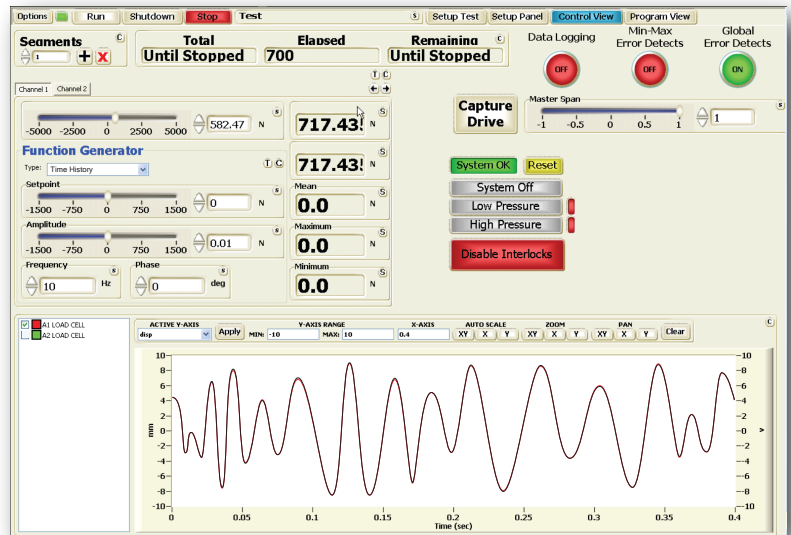 Options Run Shutdown Stop Test S Setup Test Setup Panel Control View Program View
Segments C
1 + X
Total Elapsed Remaining C
Until Stopped 700 Until Stopped
Data Logging Min-Max Error Detects Global Error Detects
OFF OFF ON
T C
Channel 1 Channel 2
-5000 -2500 0 2500 5000 582.47 N S
717.43 N S
Capture Drive
Master Span S
-1 -0.5 0 0.5 1 1
Function Generator
Type: Time History T C
717.43 N S
System OK Reset
System Off
Low Pressure
High Pressure
Disable Interlocks
Setpoint S
-1500 -750 0 750 1500 0 N
Mean S
0.0 N
Amplitude S
-1500 -750 0 750 1500 0.01 N
Maximum S
0.0 N
Frequency S
10 Hz
Phase S
0 deg
Minimum S
0.0 N
A1 LOAD CELL
A2 LOAD CELL
ACTIVE Y-AXIS Y-AXIS RANGE X-AXIS AUTO SCALE ZOOM PAN C
disp Apply MIN: -10 MAX: 10 0.4 XY X Y XY X Y XY X Y Clear
10 8 6 4 2 0 -2 -4 -6 -8 -10
mm
0 0.05 0.1 0.15 0.2 0.25 0.3 0.35 0.4
Time (sec)
-10 -8 -6 -4 -2 -0 --2 --4 --6 --8 --10
V